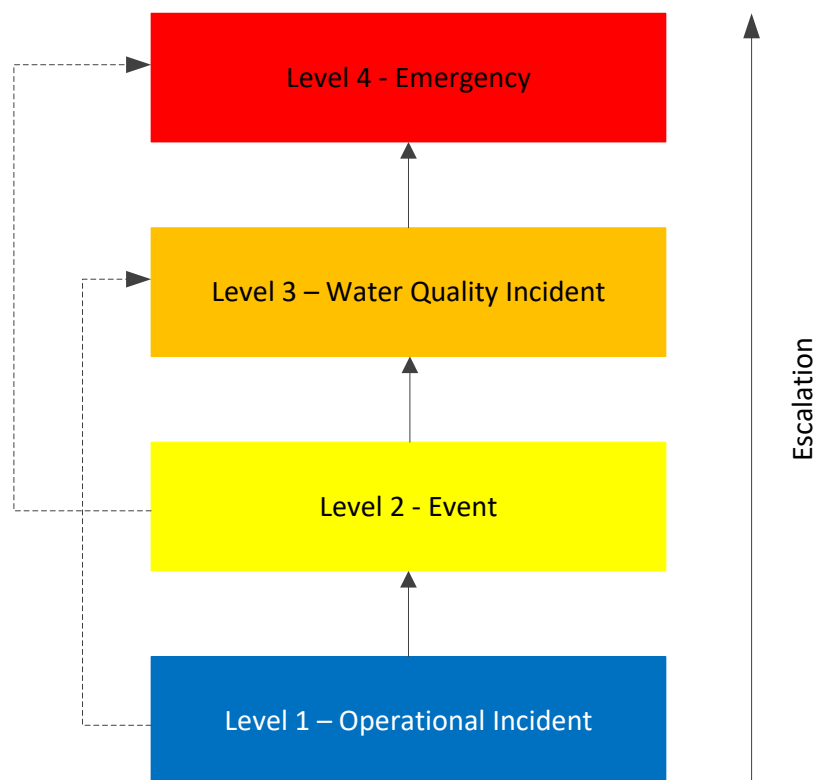 Level 4 - Emergency
Level 3 – Water Quality Incident
Escalation
Level 2 - Event
Level 1 – Operational Incident